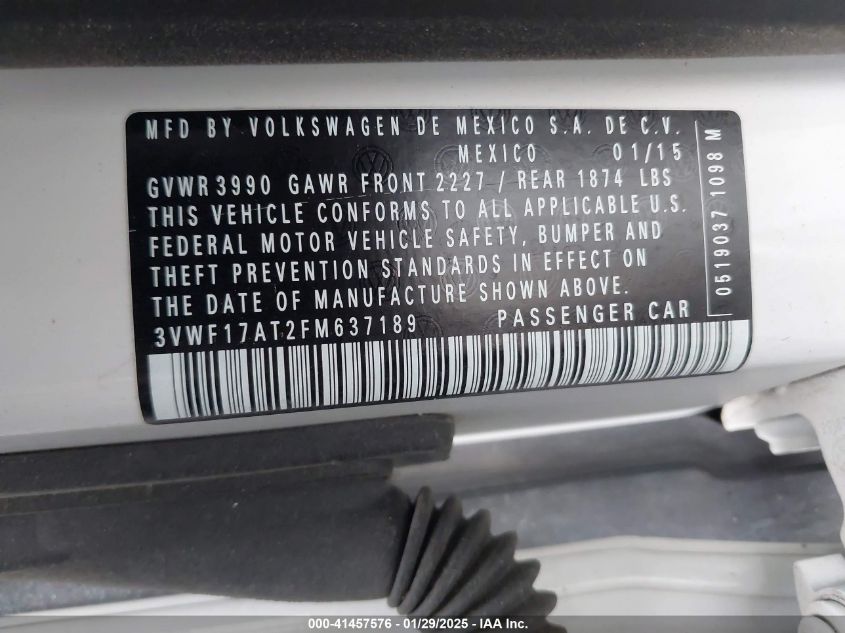 MFD BY VOLKSWAGEN DE MEXICO S.A. DE C.V.
MEXICO 01/15
GVWR 3990 GAWR FRONT 2227 / REAR 1874 LBS
THIS VEHICLE CONFORMS TO ALL APPLICABLE U.S.
FEDERAL MOTOR VEHICLE SAFETY, BUMPER AND
THEFT PREVENTION STANDARDS IN EFFECT ON
THE DATE OF MANUFACTURE SHOWN ABOVE.
3VWF17AT2FM637189 PASSENGER CAR
0519037 1098 M
000-41457576 - 01/29/2025 - IAA Inc.